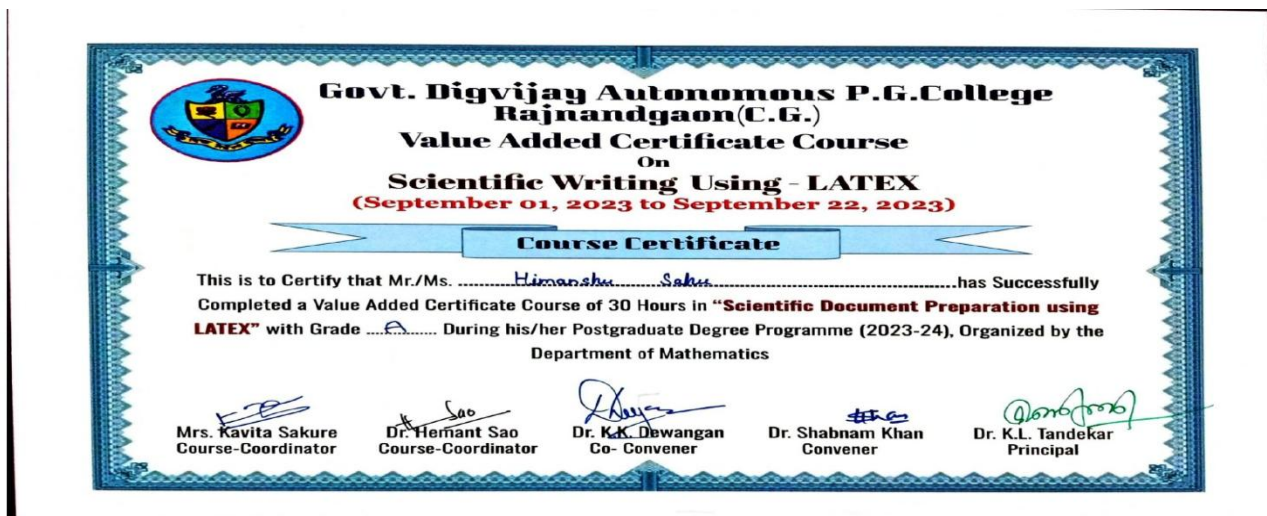 Govt. Digvijay Autonomous P.G.College
Rajnandgaon(C.G.)
Value Added Certificate Course
On
Scientific Writing Using - LATEX
(September 01, 2023 to September 22, 2023)
Course Certificate
This is to Certify that Mr./Ms. .......... Himanshu Sahu .......... has Successfully
Completed a Value Added Certificate Course of 30 Hours in "Scientific Document Preparation using
LATEX" with Grade ....A...... During his/her Postgraduate Degree Programme (2023-24), Organized by the
Department of Mathematics
Sao
Mrs. Kavita Sakure
Course-Coordinator
Dr. Hemant Sao
Course-Coordinator
Dr. K.K. Dewangan
Co- Convener
Dr. Shabnam Khan
Convener
Dr. K.L. Tandekar
Principal